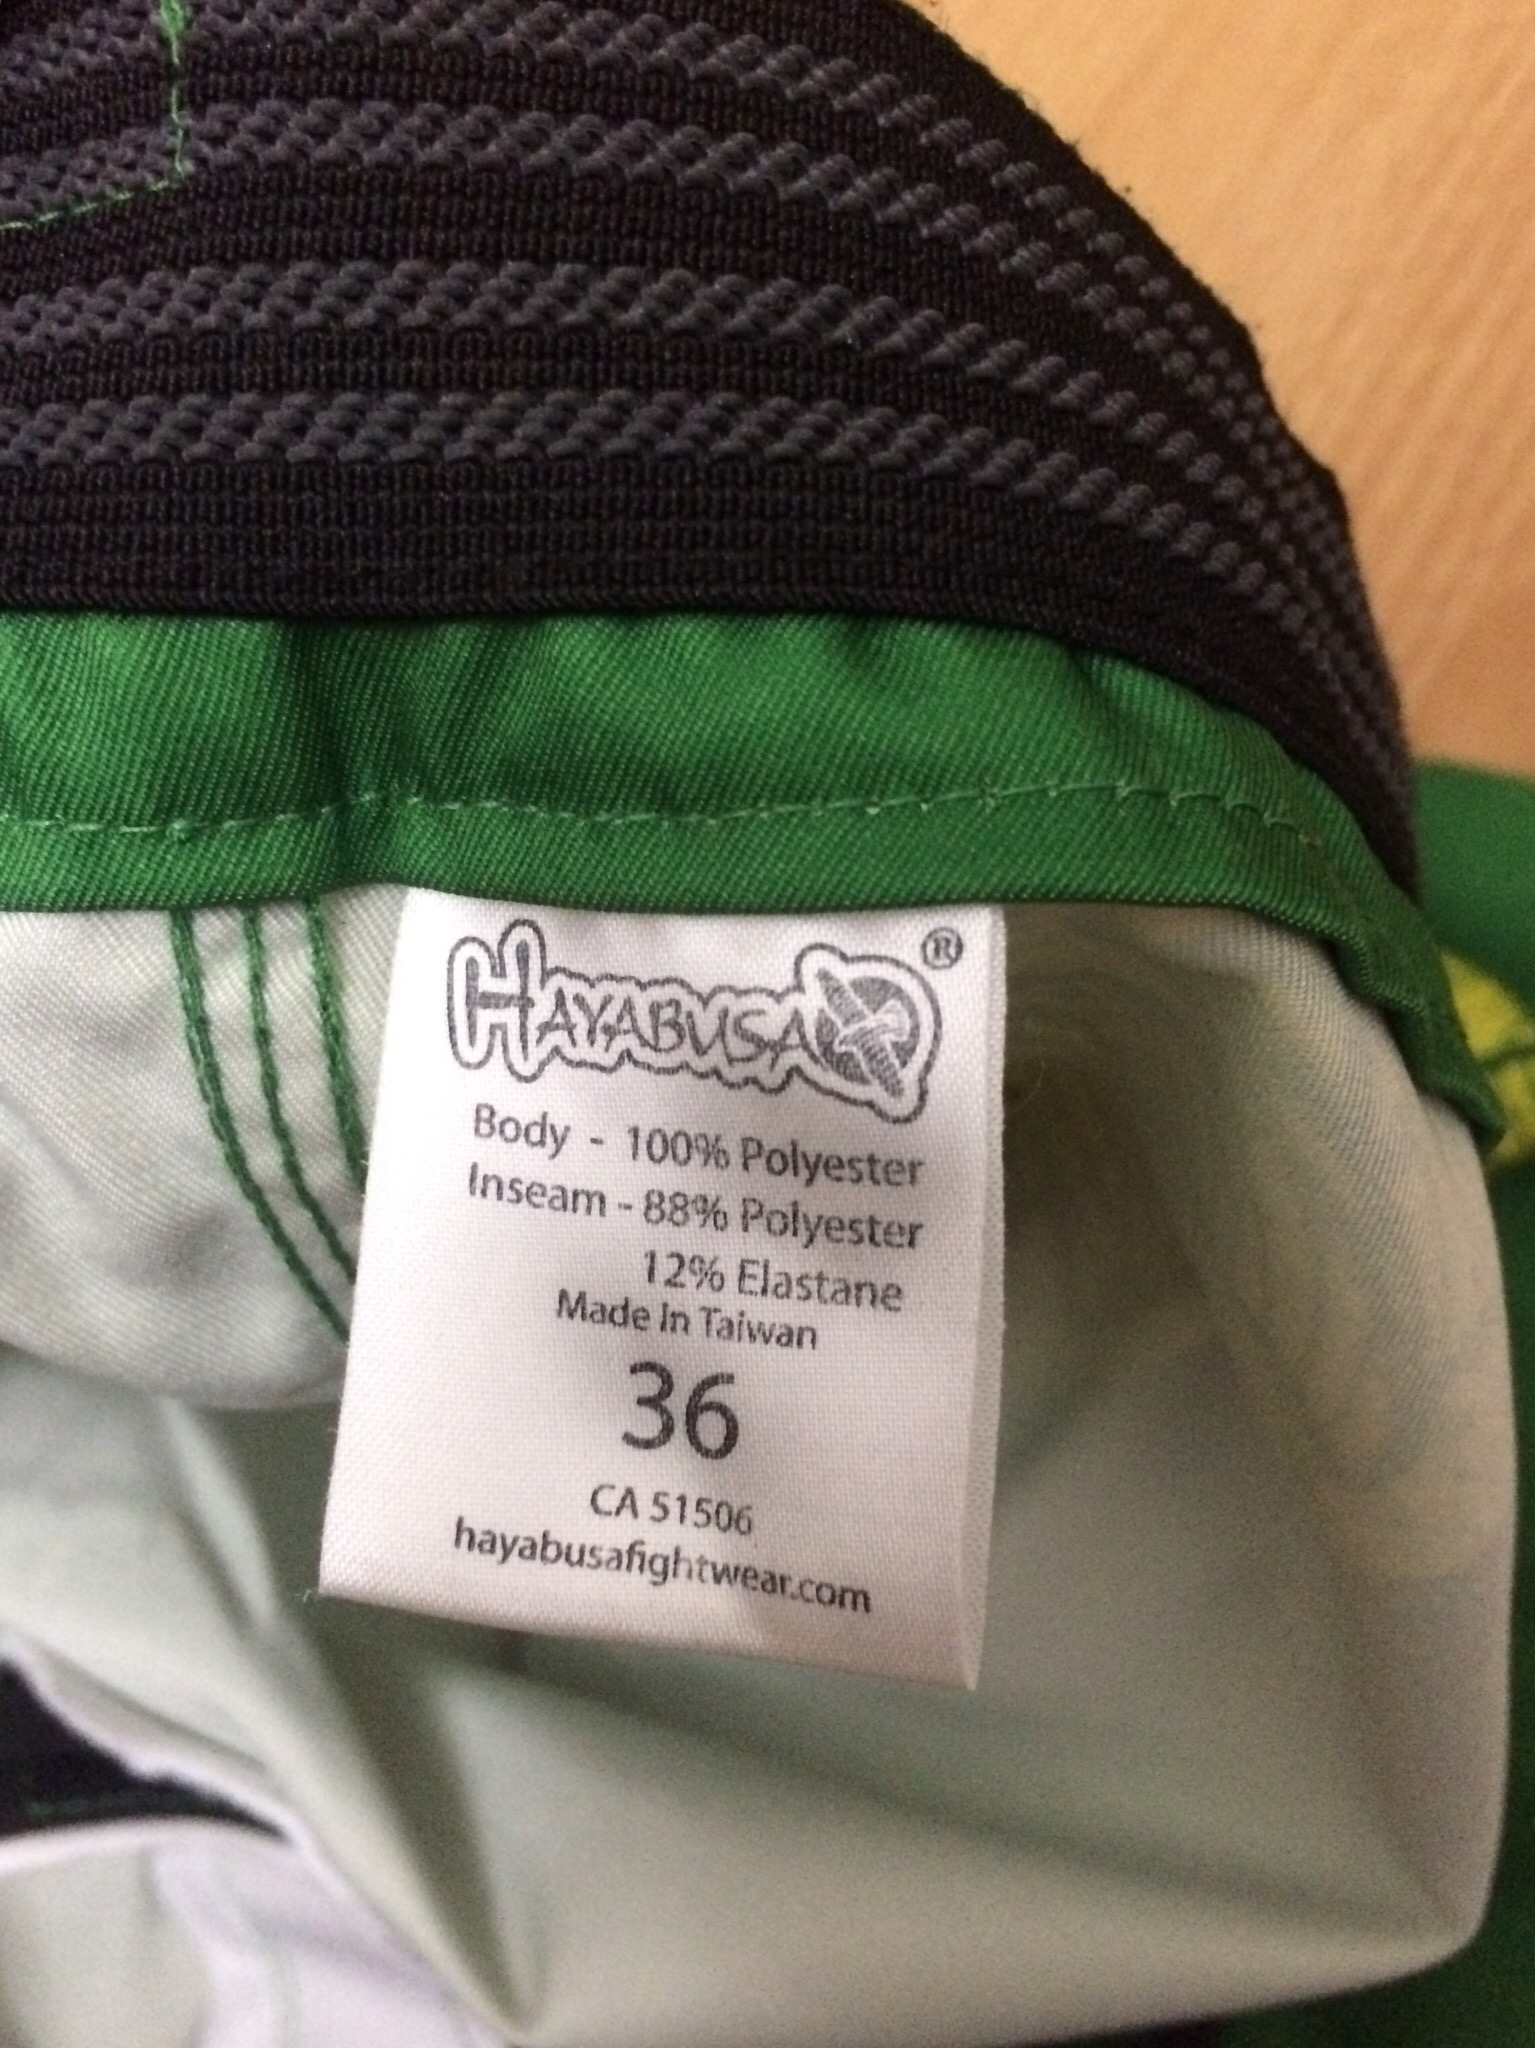 HAYABUSA ®
Body - 100% Polyester
Inseam - 88% Polyester
12% Elastane
Made In Taiwan
36
CA 51506
hayabusafightwear.com